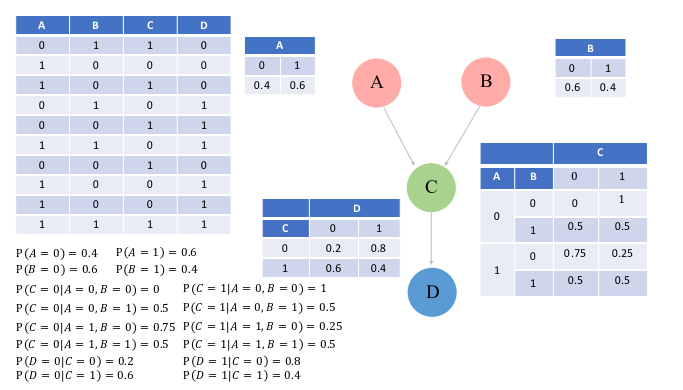 A B C D
0 1 1 0
1 0 0 0
1 0 1 0
0 1 0 1
0 0 1 1
1 1 0 1
0 0 1 0
1 0 0 1
1 0 0 1
1 1 1 1
A
0 1
0.4 0.6
A
B
B
0 1
0.6 0.4
C
D
C
A B 0 1
0 0 0 1
1 0.5 0.5
1 0 0.75 0.25
1 0.5 0.5
D
C 0 1
0 0.2 0.8
1 0.6 0.4
P(A = 0) = 0.4 P(A = 1) = 0.6
P(B = 0) = 0.6 P(B = 1) = 0.4
P(C = 0|A = 0, B = 0) = 0 P(C = 1|A = 0, B = 0) = 1
P(C = 0|A = 0, B = 1) = 0.5 P(C = 1|A = 0, B = 1) = 0.5
P(C = 0|A = 1, B = 0) = 0.75 P(C = 1|A = 1, B = 0) = 0.25
P(C = 0|A = 1, B = 1) = 0.5 P(C = 1|A = 1, B = 1) = 0.5
P(D = 0|C = 0) = 0.2 P(D = 1|C = 0) = 0.8
P(D = 0|C = 1) = 0.6 P(D = 1|C = 1) = 0.4